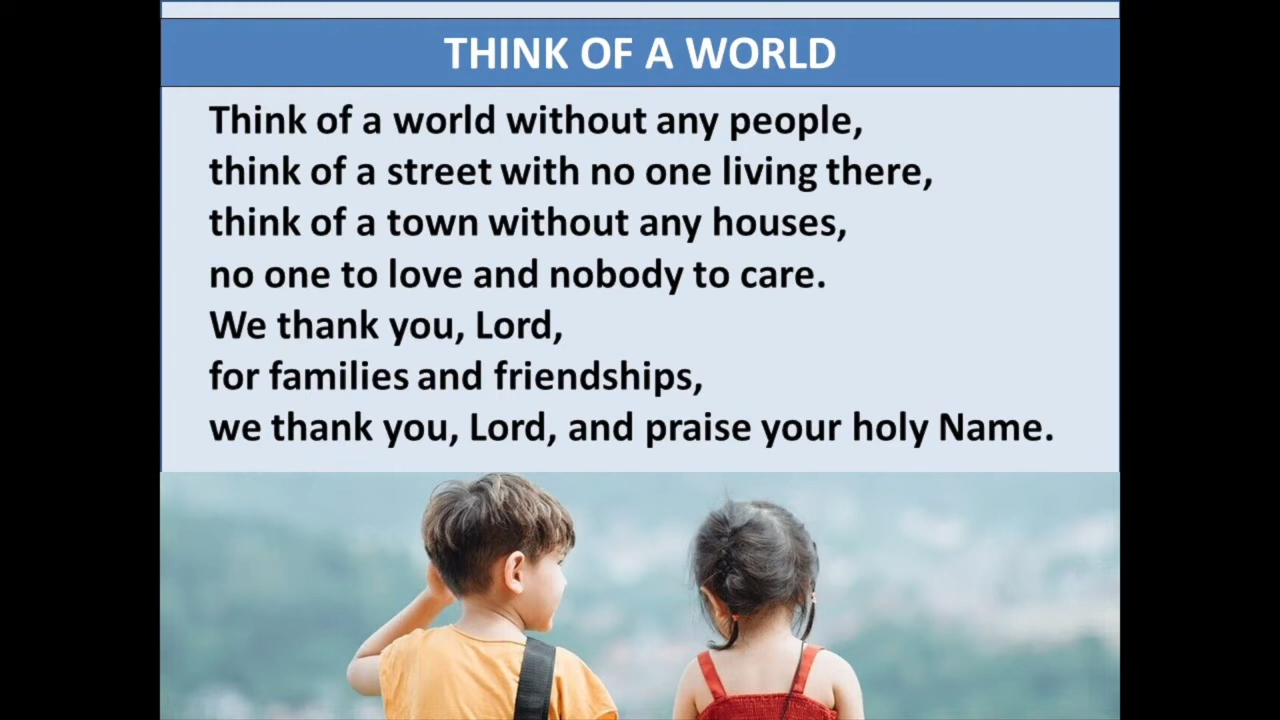 THINK OF A WORLD
Think of a world without any people,
think of a street with no one living there,
think of a town without any houses,
no one to love and nobody to care.
We thank you, Lord,
for families and friendships,
we thank you, Lord, and praise your holy Name.